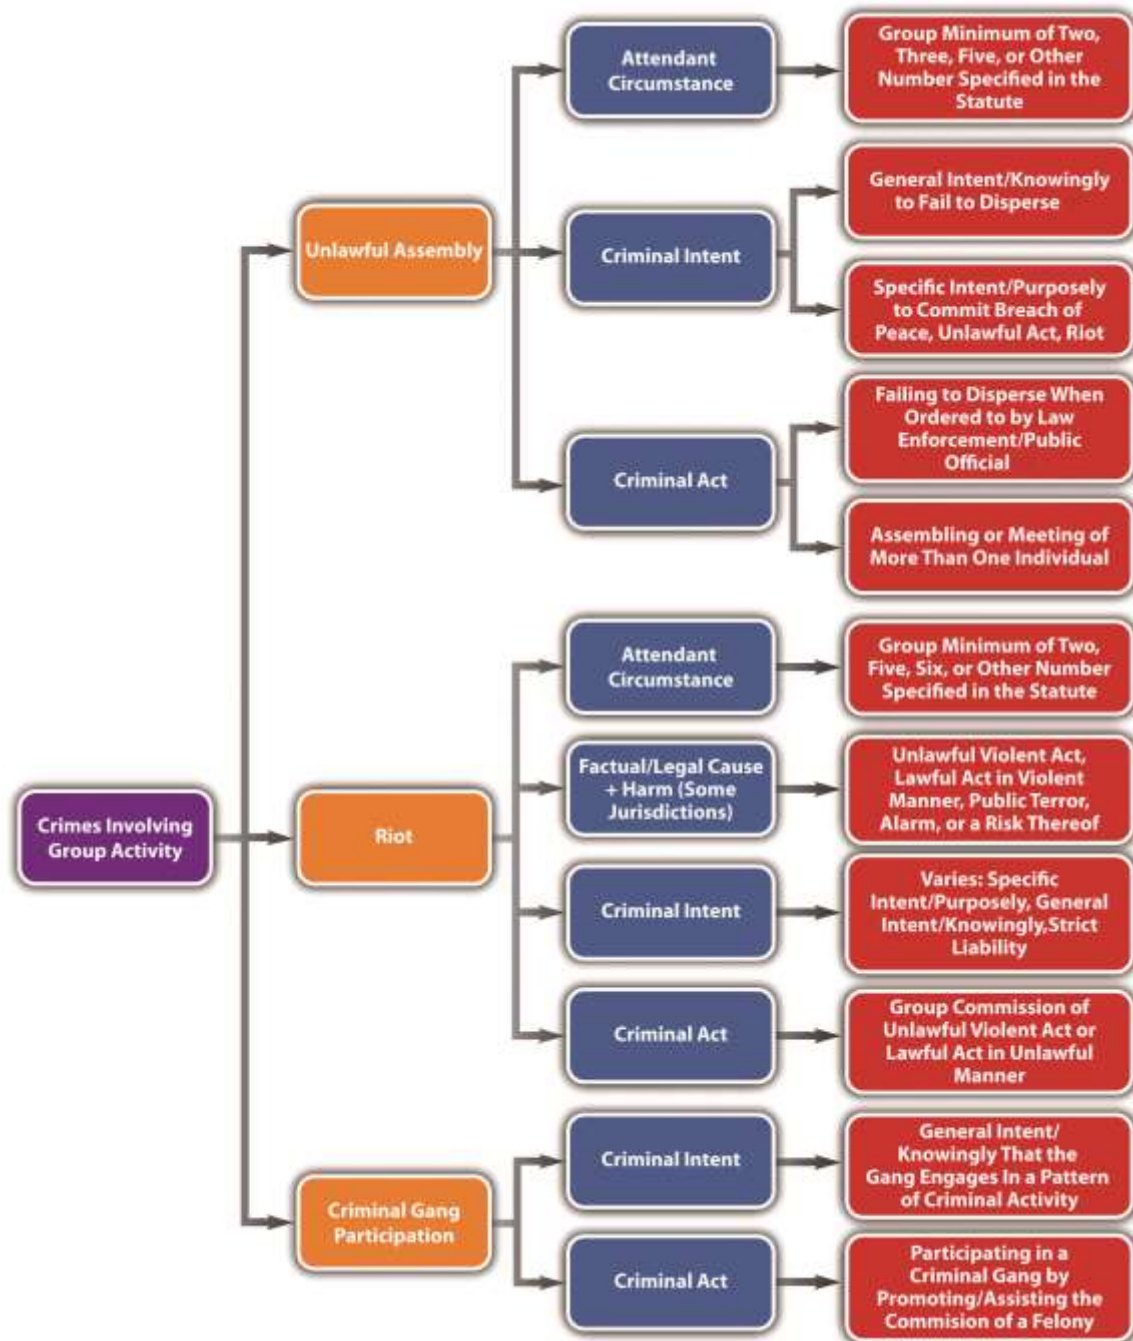 Crimes Involving
Group Activity
Unlawful Assembly
Attendant
Circumstance
Group Minimum of Two,
Three, Five, or Other
Number Specified in the
Statute
Criminal Intent
General Intent/Knowingly
to Fail to Disperse
Specific Intent/Purposely
to Commit Breach of
Peace, Unlawful Act, Riot
Criminal Act
Failing to Disperse When
Ordered to by Law
Enforcement/Public
Official
Assembling or Meeting of
More Than One Individual
Riot
Attendant
Circumstance
Group Minimum of Two,
Five, Six, or Other Number
Specified in the Statute
Factual/Legal Cause
+ Harm (Some
Jurisdictions)
Unlawful Violent Act,
Lawful Act in Violent
Manner, Public Terror,
Alarm, or a Risk Thereof
Criminal Intent
Varies: Specific
Intent/Purposely, General
Intent/Knowingly,Strict
Liability
Criminal Act
Group Commission of
Unlawful Violent Act or
Lawful Act in Unlawful
Manner
Criminal Gang
Participation
Criminal Intent
General Intent/
Knowingly That the
Gang Engages In a Pattern
of Criminal Activity
Criminal Act
Participating in a
Criminal Gang by
Promoting/Assisting the
Commision of a Felony